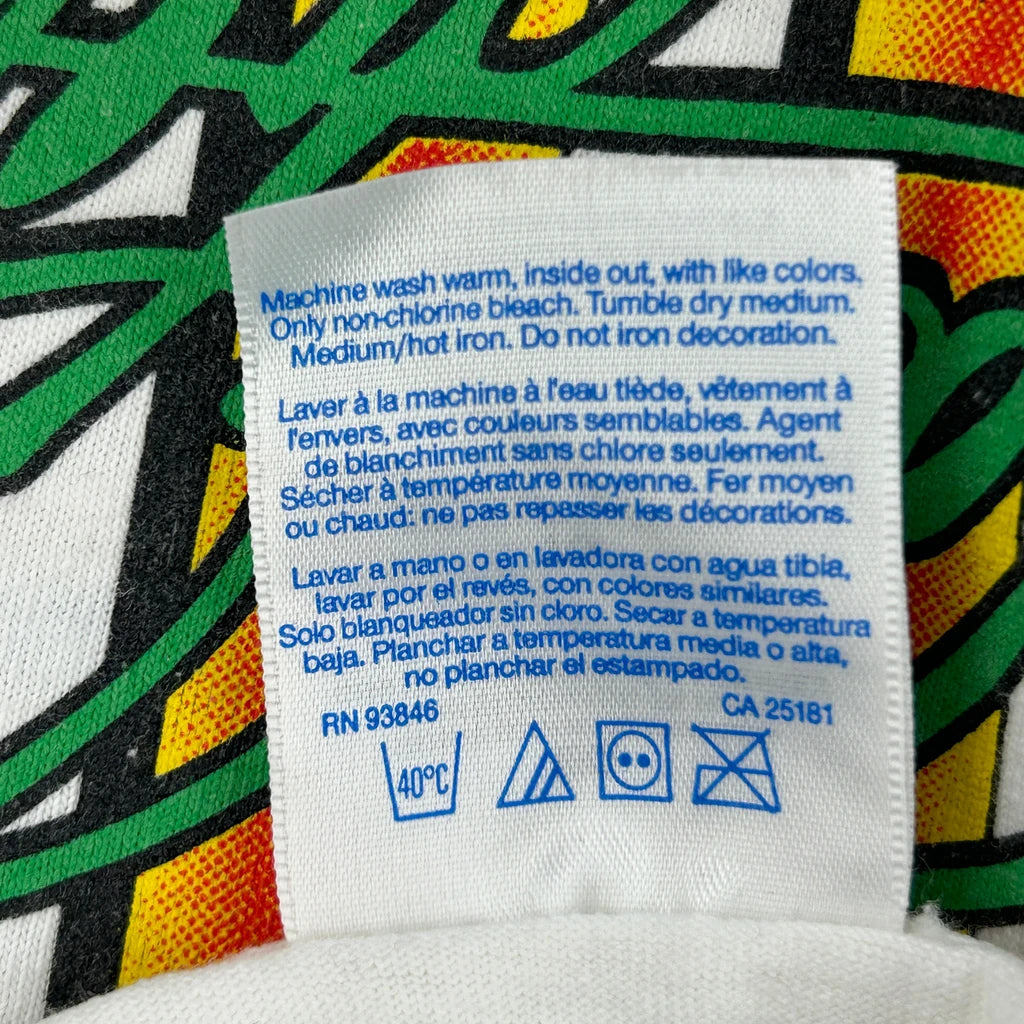 Machine wash warm, inside out, with like colors.
Only non-chlorine bleach. Tumble dry medium.
Medium/hot iron. Do not iron decoration.
Laver à la machine à l'eau tiède, vêtement à
l'envers, avec couleurs semblables. Agent
de blanchiment sans chlore seulement.
Sécher à température moyenne. Fer moyen
ou chaud: ne pas repasser les décorations.
Lavar a mano o en lavadora con agua tibia,
lavar por el revés, con colores similares.
Solo blanqueador sin cloro. Secar a temperatura
baja. Planchar a temperatura media o alta,
no planchar el estampado.
RN 93846 CA 25181
40°C